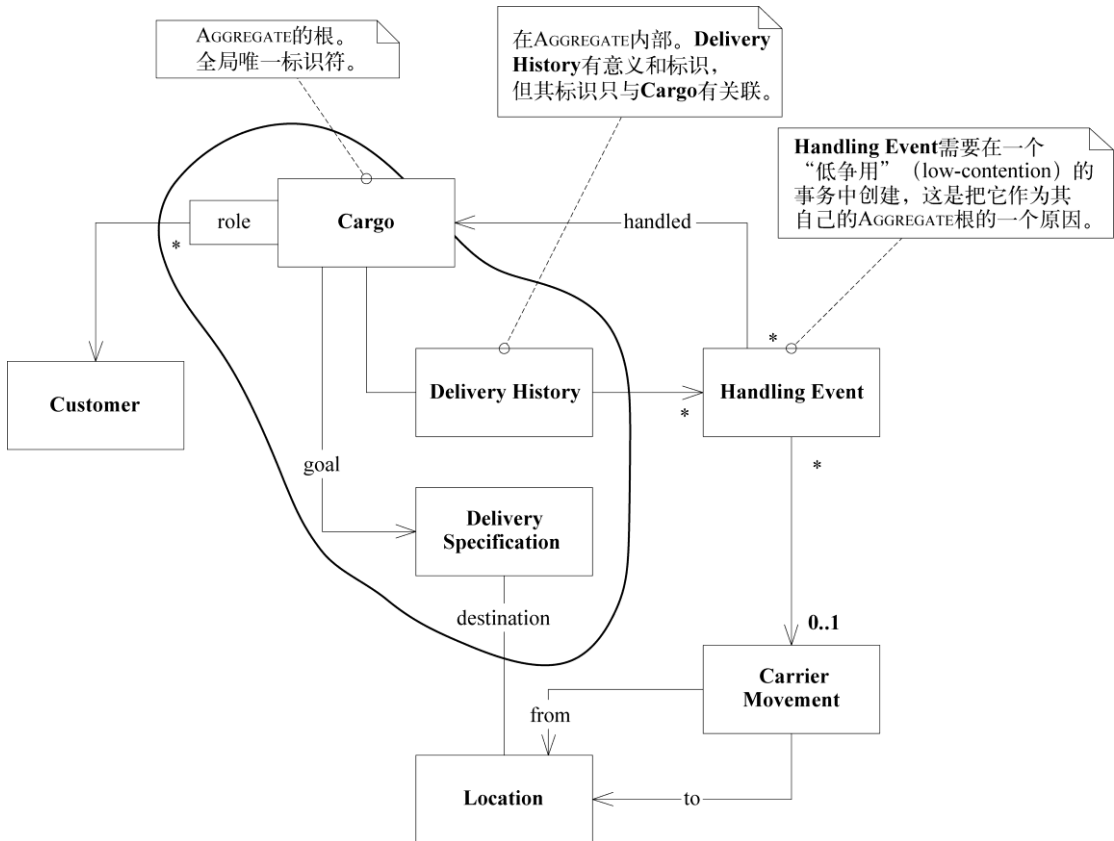 AGGREGATE的根。
全局唯一标识符。
在AGGREGATE内部。Delivery
History有意义和标识，
但其标识只与Cargo有关联。
Handling Event需要在一个
“低争用”（low-contention）的
事务中创建，这是把它作为其
自己的AGGREGATE根的一个原因。
role
Cargo
handled
*
*
Customer
Delivery History
*
Handling Event
*
goal
Delivery
Specification
destination
0..1
Carrier
Movement
from
Location
to